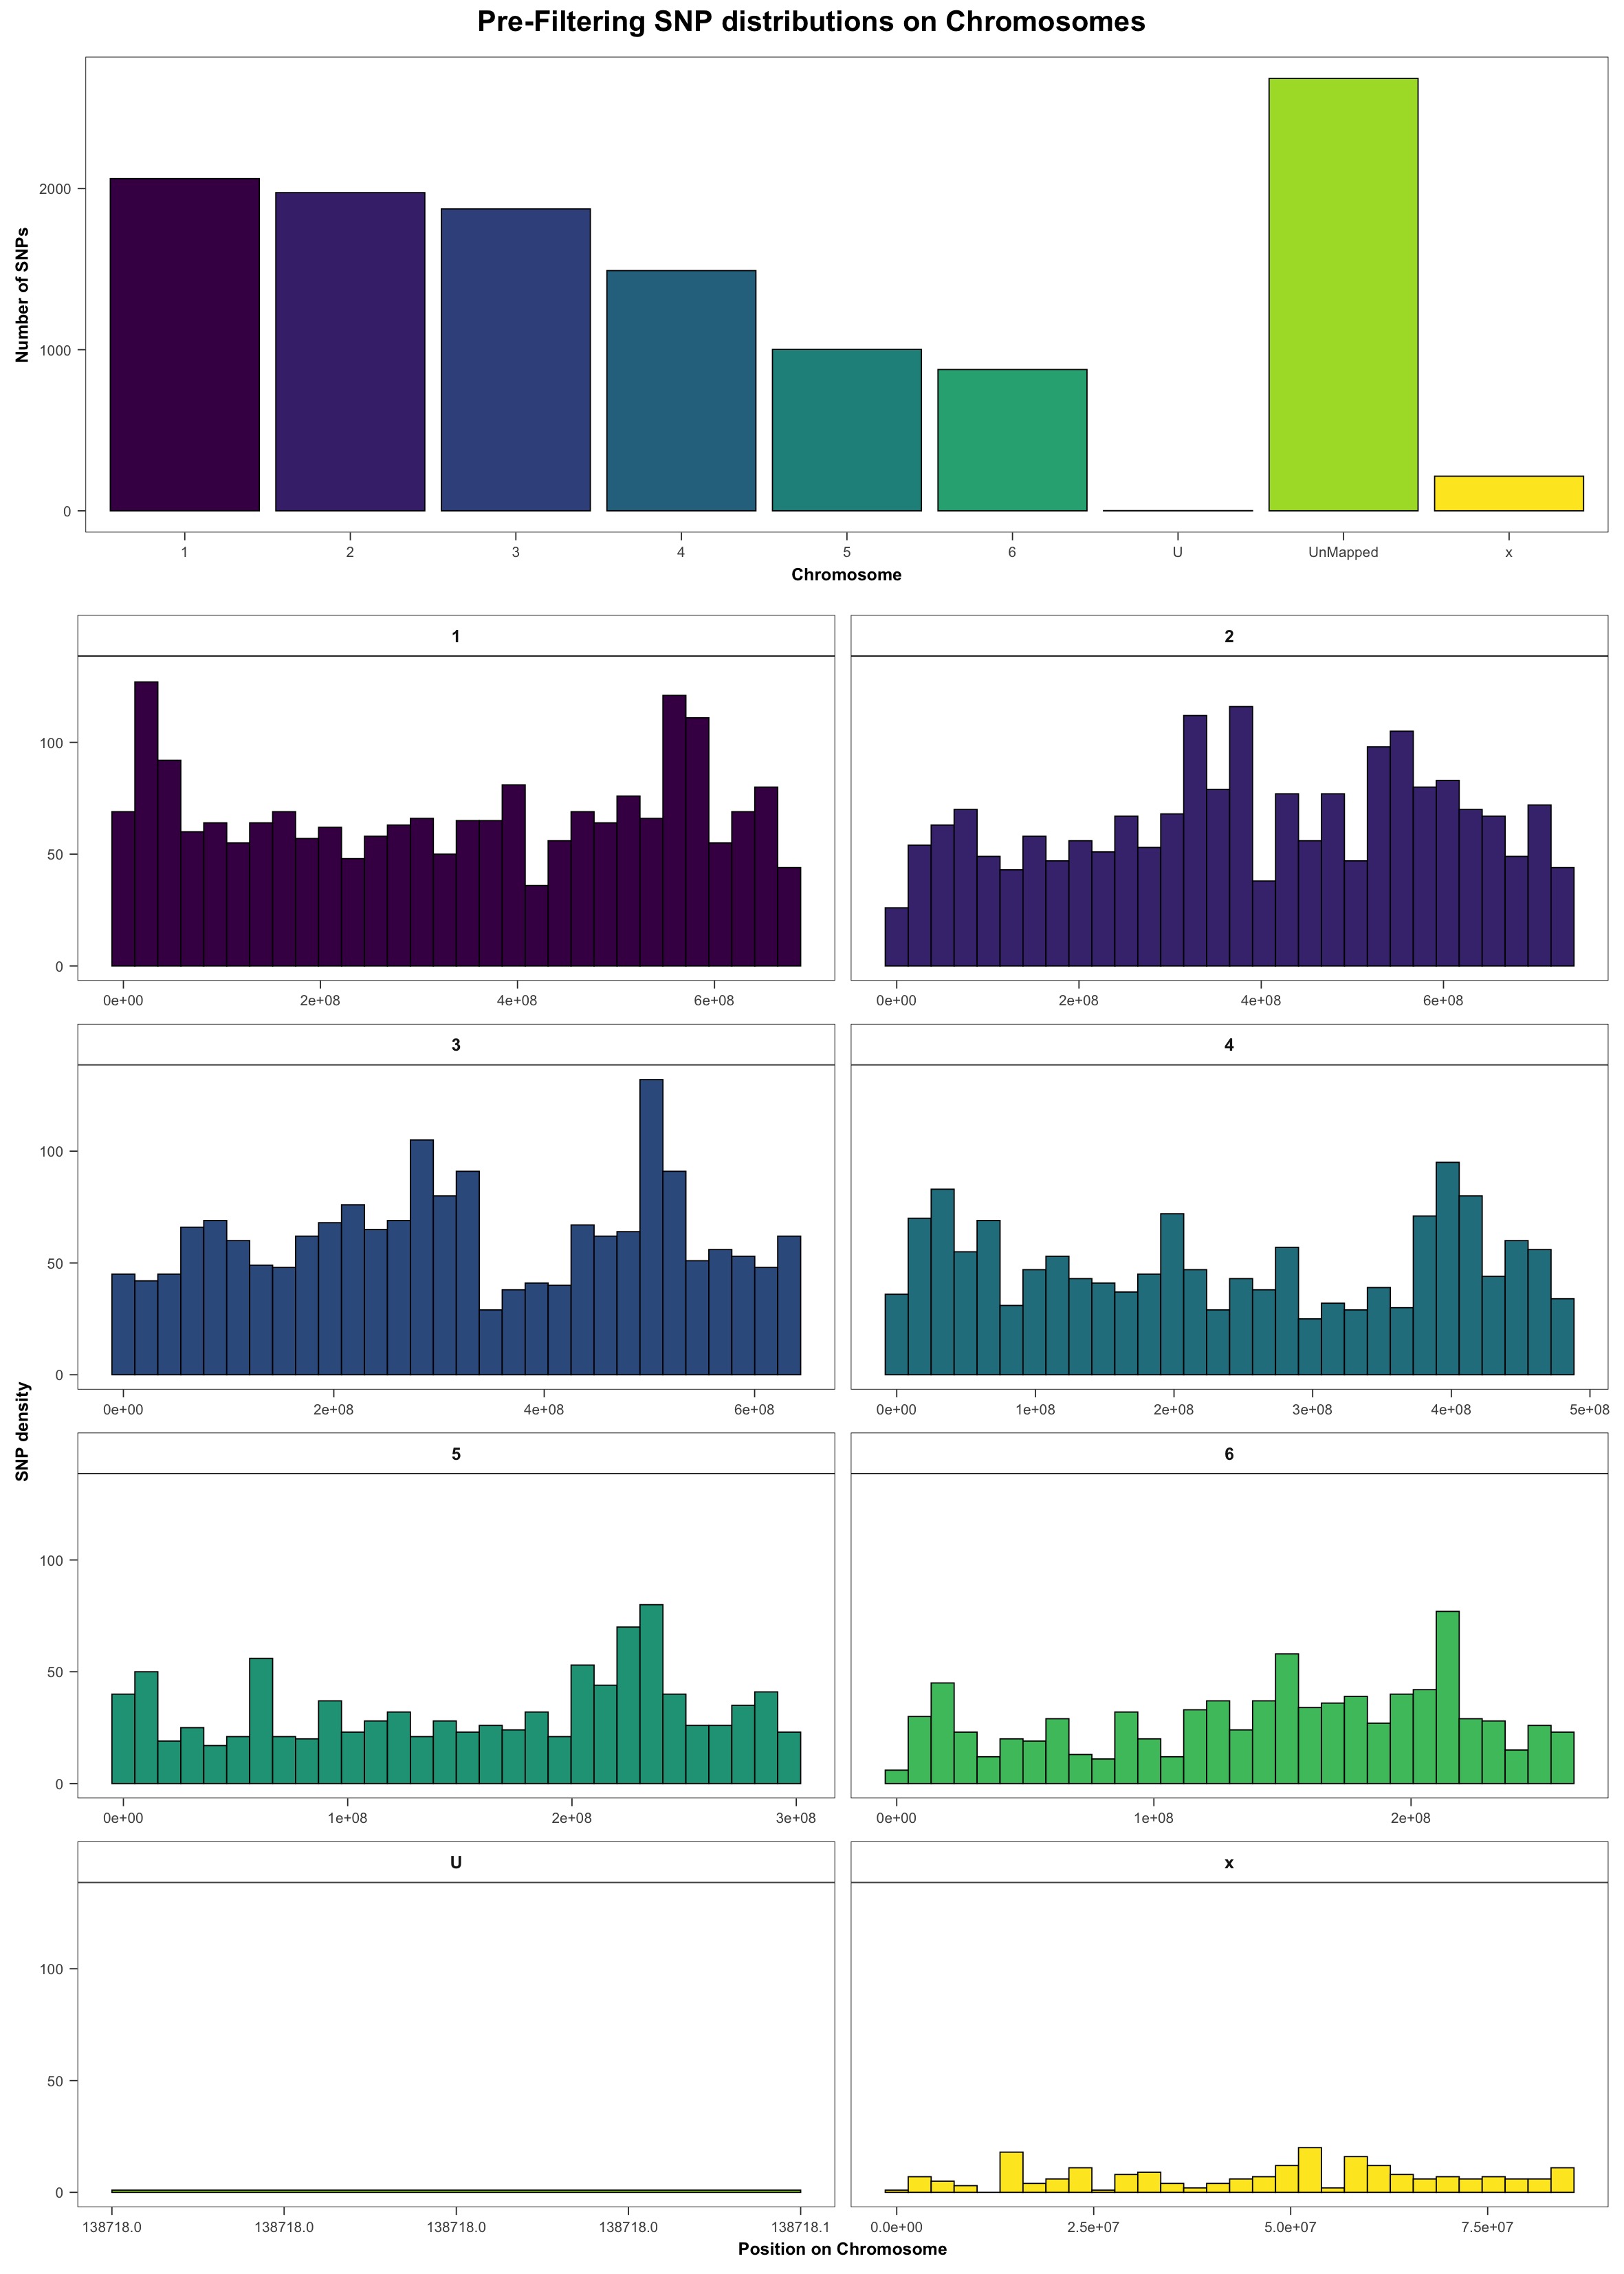 Pre-Filtering SNP distributions on Chromosomes
Number of SNPs
2000
1000
0
1 2 3 4 5 6 U UnMapped x
Chromosome
SNP density
1 2
100
50
0
0e+00 2e+08 4e+08 6e+08 0e+00 2e+08 4e+08 6e+08
3 4
100
50
0
0e+00 2e+08 4e+08 6e+08 0e+00 1e+08 2e+08 3e+08 4e+08 5e+08
5 6
100
50
0
0e+00 1e+08 2e+08 3e+08 0e+00 1e+08 2e+08
U x
100
50
0
138718.0 138718.0 138718.0 138718.0 138718.1 0.0e+00 2.5e+07 5.0e+07 7.5e+07
Position on Chromosome